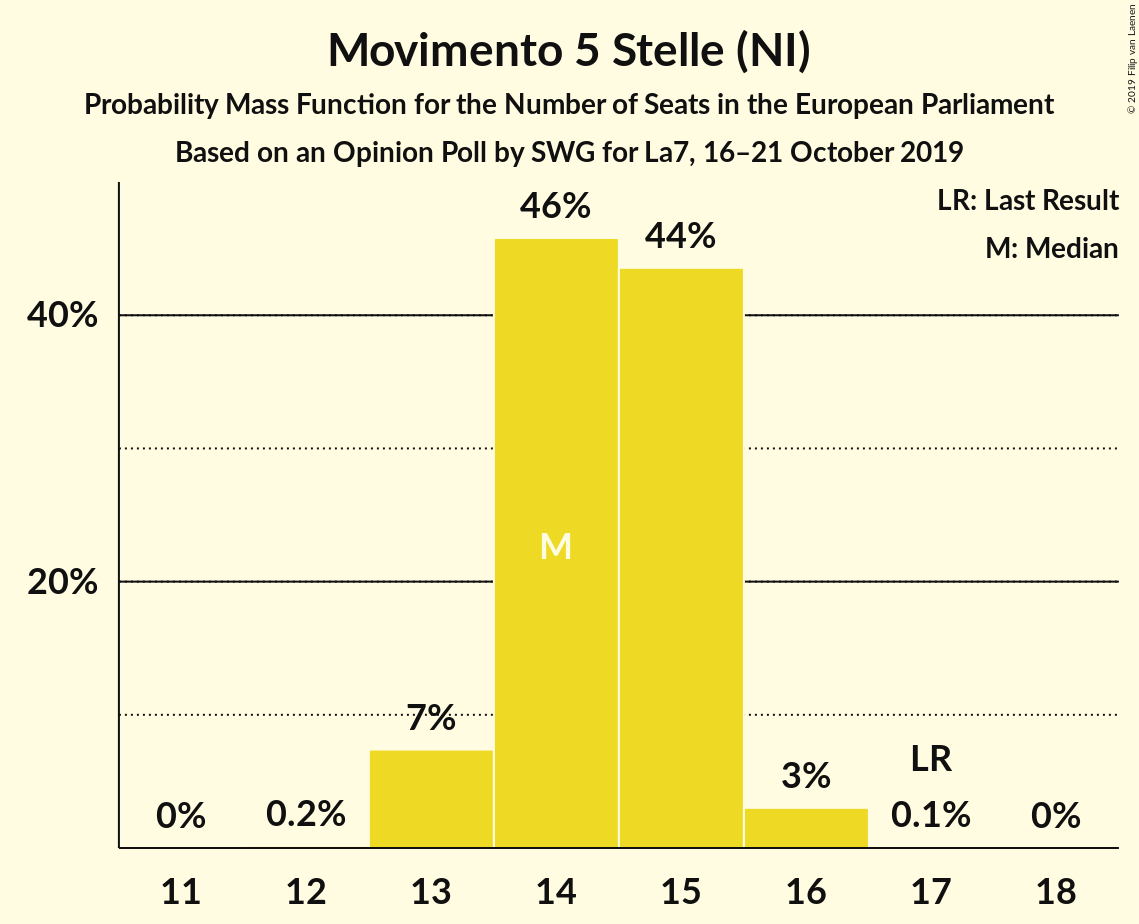 Movimento 5 Stelle (NI)
Probability Mass Function for the Number of Seats in the European Parliament
Based on an Opinion Poll by SWG for La7, 16–21 October 2019
© 2019 Filip van Laenen
LR: Last Result
M: Median
46%
44%
40%
M
20%
7%
LR
3%
0%
0.2%
0.1%
0%
11
12
13
14
15
16
17
18